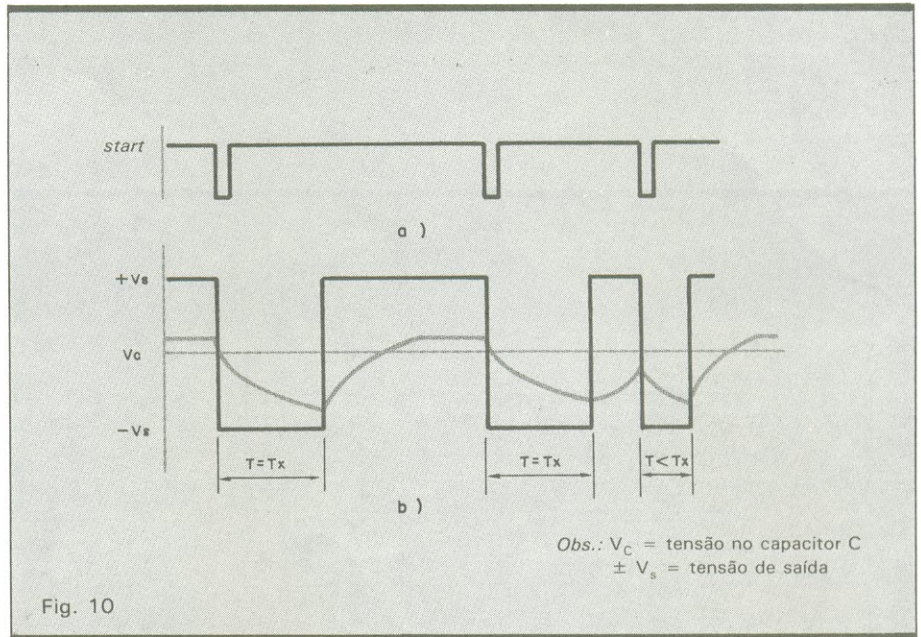 start
a )
+Vs
Vc
-Vs
T=Tx
T=Tx
T<Tx
b )
Obs.: VC = tensão no capacitor C
± Vs = tensão de saída
Fig. 10